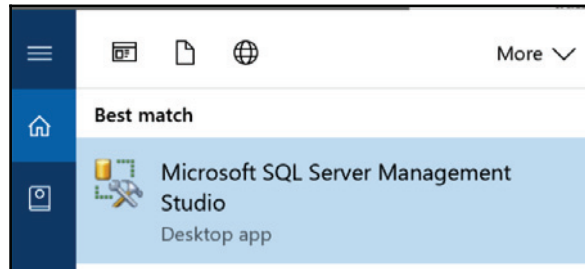 More
Best match
Microsoft SQL Server Management
Studio
Desktop app